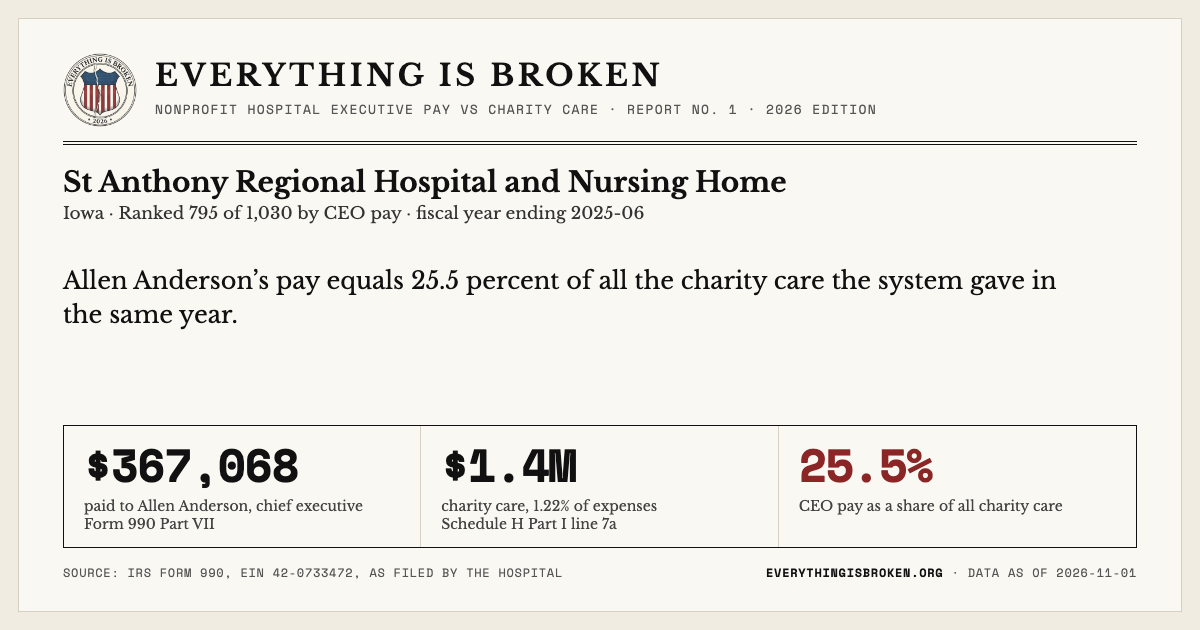 EVERYTHING IS BROKEN
2026
EVERYTHING IS BROKEN
NONPROFIT HOSPITAL EXECUTIVE PAY VS CHARITY CARE · REPORT NO. 1 · 2026 EDITION
St Anthony Regional Hospital and Nursing Home
Iowa · Ranked 795 of 1,030 by CEO pay · fiscal year ending 2025-06
Allen Anderson’s pay equals 25.5 percent of all the charity care the system gave in
the same year.
$367,068
paid to Allen Anderson, chief executive
Form 990 Part VII
$1.4M
charity care, 1.22% of expenses
Schedule H Part I line 7a
25.5%
CEO pay as a share of all charity care
SOURCE: IRS FORM 990, EIN 42-0733472, AS FILED BY THE HOSPITAL
EVERYTHINGISBROKEN.ORG · DATA AS OF 2026-11-01